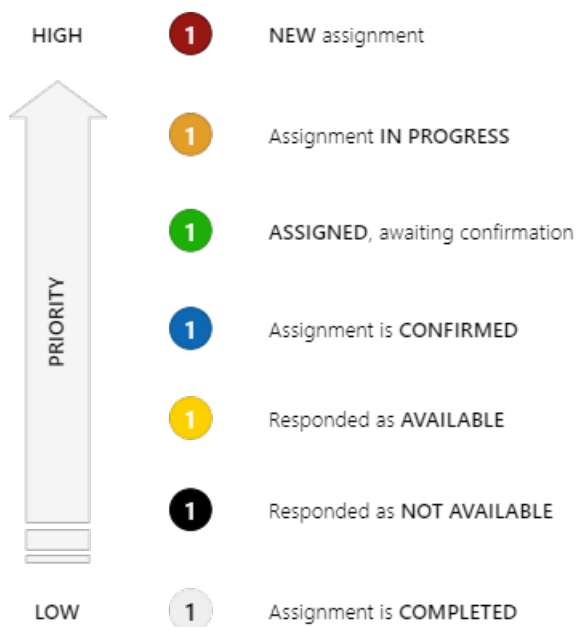 HIGH 1 NEW assignment
1 Assignment IN PROGRESS
1 ASSIGNED, awaiting confirmation
PRIORITY
1 Assignment is CONFIRMED
1 Responded as AVAILABLE
1 Responded as NOT AVAILABLE
LOW 1 Assignment is COMPLETED